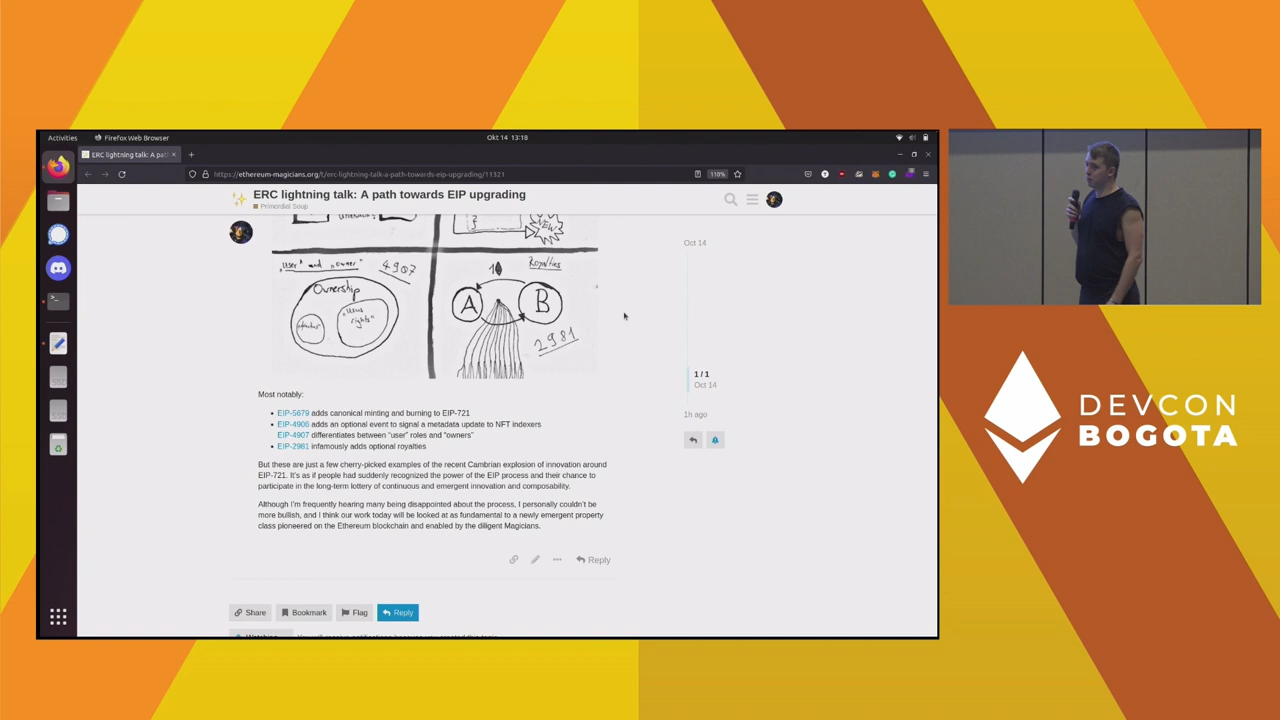 Activities
Firefox Web Browser
Okt 14 13:18
ERC lightning talk: A pat
https://ethereum-magicians.org/t/erc-lightning-talk-a-path-towards-eip-upgrading/11321
110%
ERC lightning talk: A path towards EIP upgrading
Primordial Soup
NEW
"user" and "owner" 4907
Ownership
rights"
10 Royalties
A B
2981
Oct 14
1 / 1
Oct 14
1h ago
Most notably:
• EIP-5679 adds canonical minting and burning to EIP-721
• EIP-4906 adds an optional event to signal a metadata update to NFT indexers
EIP-4907 differentiates between "user" roles and "owners"
• EIP-2981 infamously adds optional royalties
But these are just a few cherry-picked examples of the recent Cambrian explosion of innovation around
EIP-721. It's as if people had suddenly recognized the power of the EIP process and their chance to
participate in the long-term lottery of continuous and emergent innovation and composability.
Although I'm frequently hearing many being disappointed about the process, I personally couldn't be
more bullish, and I think our work today will be looked at as fundamental to a newly emergent property
class pioneered on the Ethereum blockchain and enabled by the diligent Magicians.
Reply
Share
Bookmark
Flag
Reply
DEVCON
BOGOTA